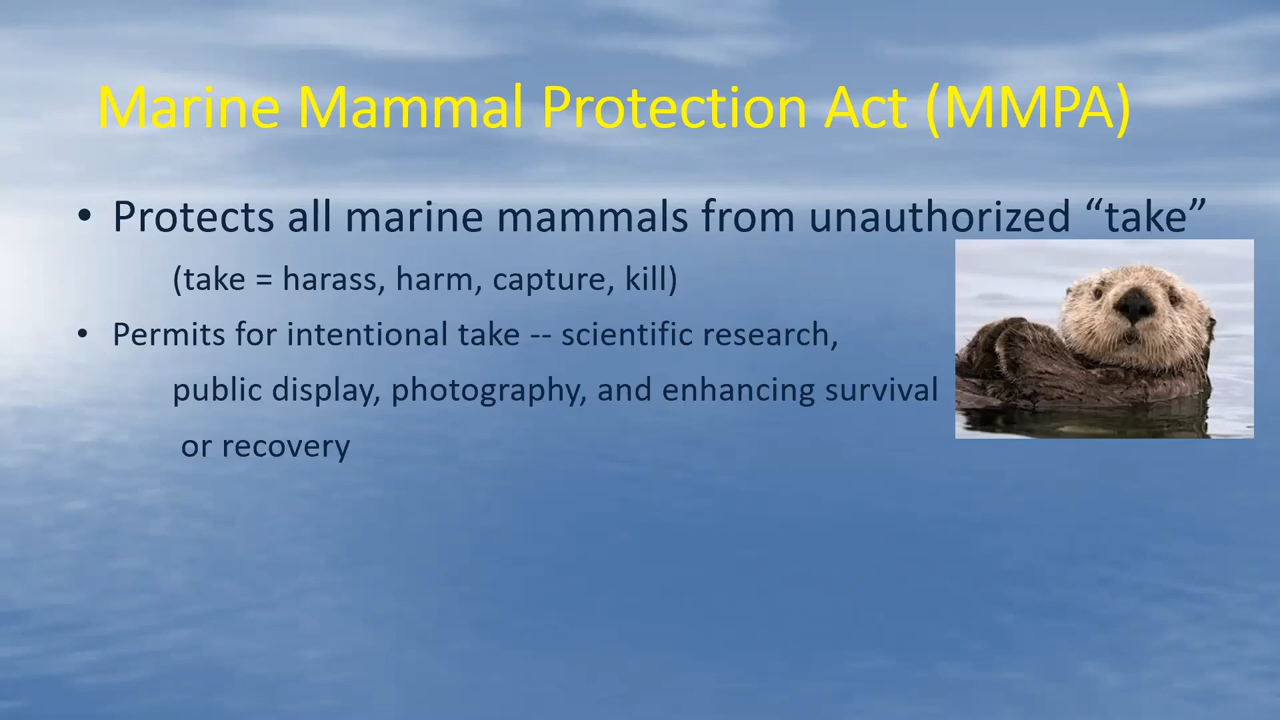 Marine Mammal Protection Act (MMPA)
• Protects all marine mammals from unauthorized “take”
(take = harass, harm, capture, kill)
• Permits for intentional take -- scientific research,
public display, photography, and enhancing survival
or recovery